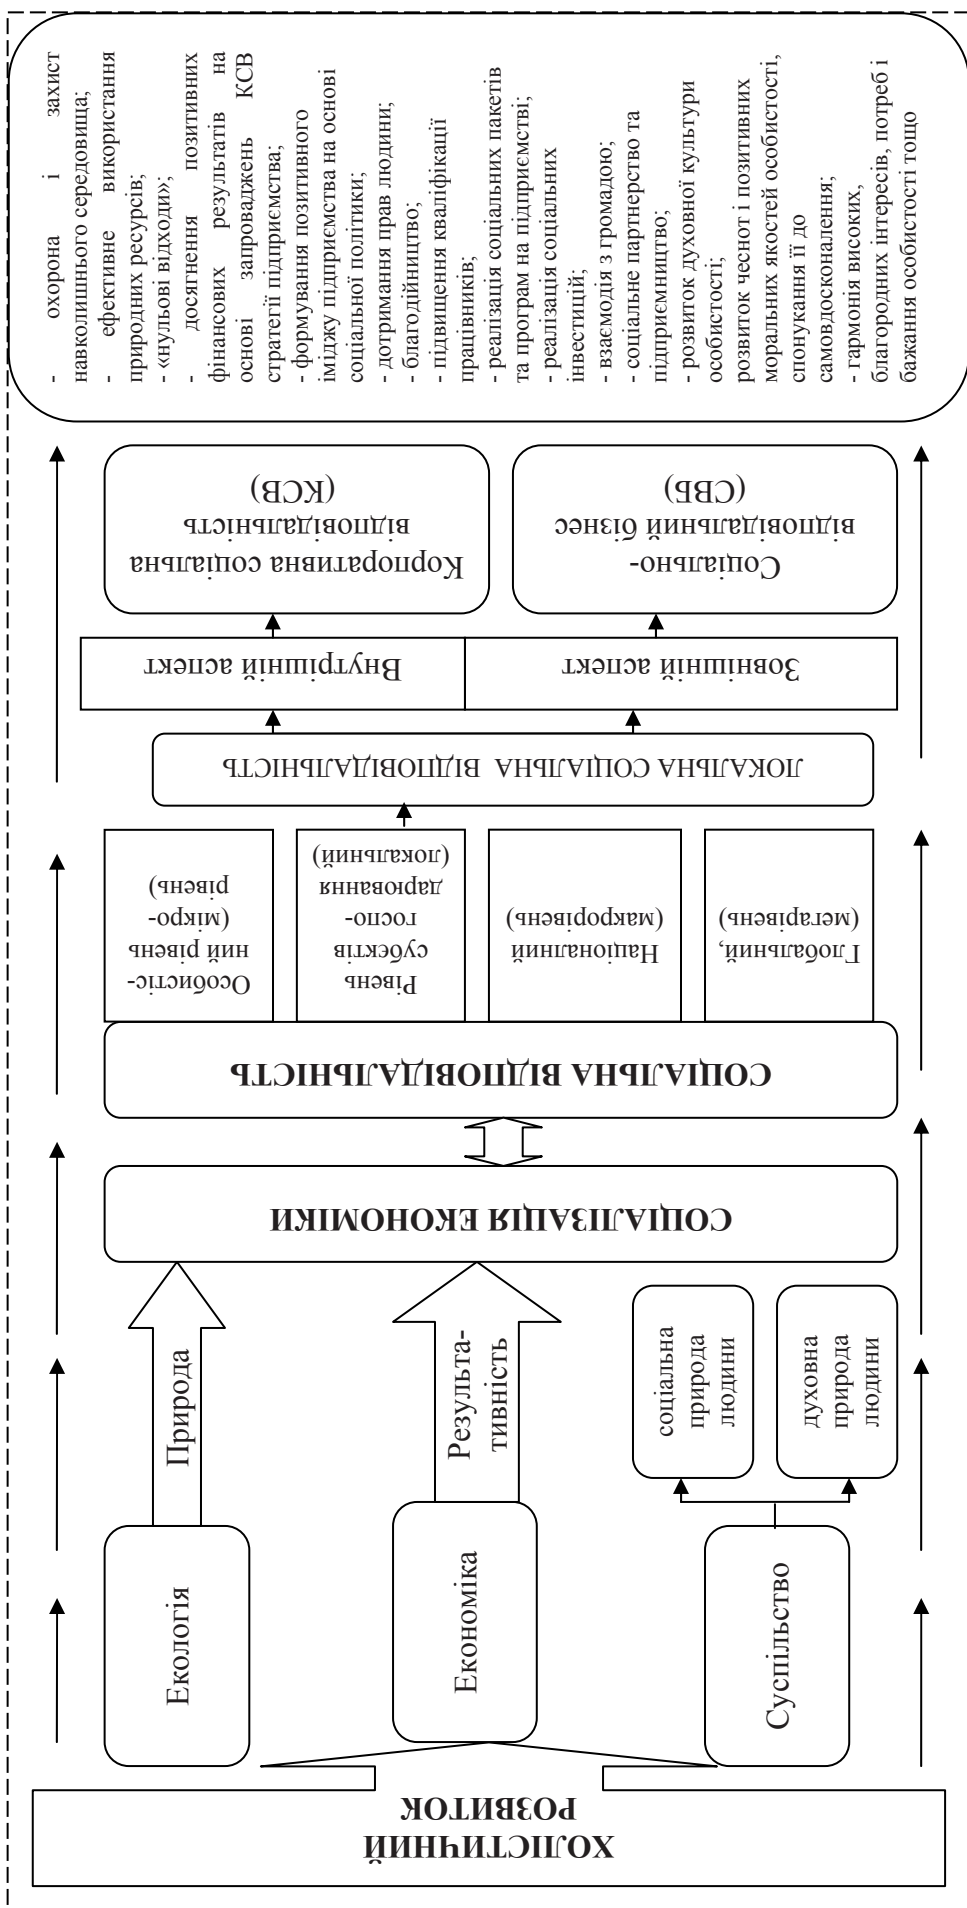 ХОЛІСТИЧНИЙ
РОЗВИТОК
Екологія
Економіка
Суспільство
Природа
Результа-
тивність
соціальна
природа
людини
духовна
природа
людини
СОЦІАЛІЗАЦІЯ ЕКОНОМІКИ
СОЦІАЛЬНА ВІДПОВІДАЛЬНІСТЬ
Особистіс-
ний рівень
(мікро-
рівень)
Рівень
субєктів
госпо-
дарювання
(локальний)
Націоналний
(макрорівень)
Глобальний,
(мегарівень)
ЛОКАЛЬНА СОЦІАЛЬНА ВІДПОВІДАЛЬНІСТЬ
Внутрішній аспект
Зовнішній аспект
Корпоративна соціальна
відповідальність
(КСВ)
Соціально-
відповідальний бізнес
(СВБ)
- охорона і захист
навколишнього середовища;
- ефективне використання
природних ресурсів;
- «нульові відходи»;
- досягнення позитивних
фінансових результатів на
основі запроваджень КСВ
стратегії підприємства;
- формування позитивного
іміджу підприємства на основі
соціальної політики;
- дотримання прав людини;
- благодійництво;
- підвищення кваліфікації
працівників;
- реалізація соціальних пакетів
та програм на підприємстві;
- реалізація соціальних
інвестицій;
- взаємодія з громадою;
- соціальне партнерство та
підприємництво;
- розвиток духовної культури
особистості,
розвиток чеснот і позитивних
моральних якостей особистості,
спонукання її до
самовдосконалення;
- гармонія високих,
благородних інтересів, потреб і
бажання особистості тощо